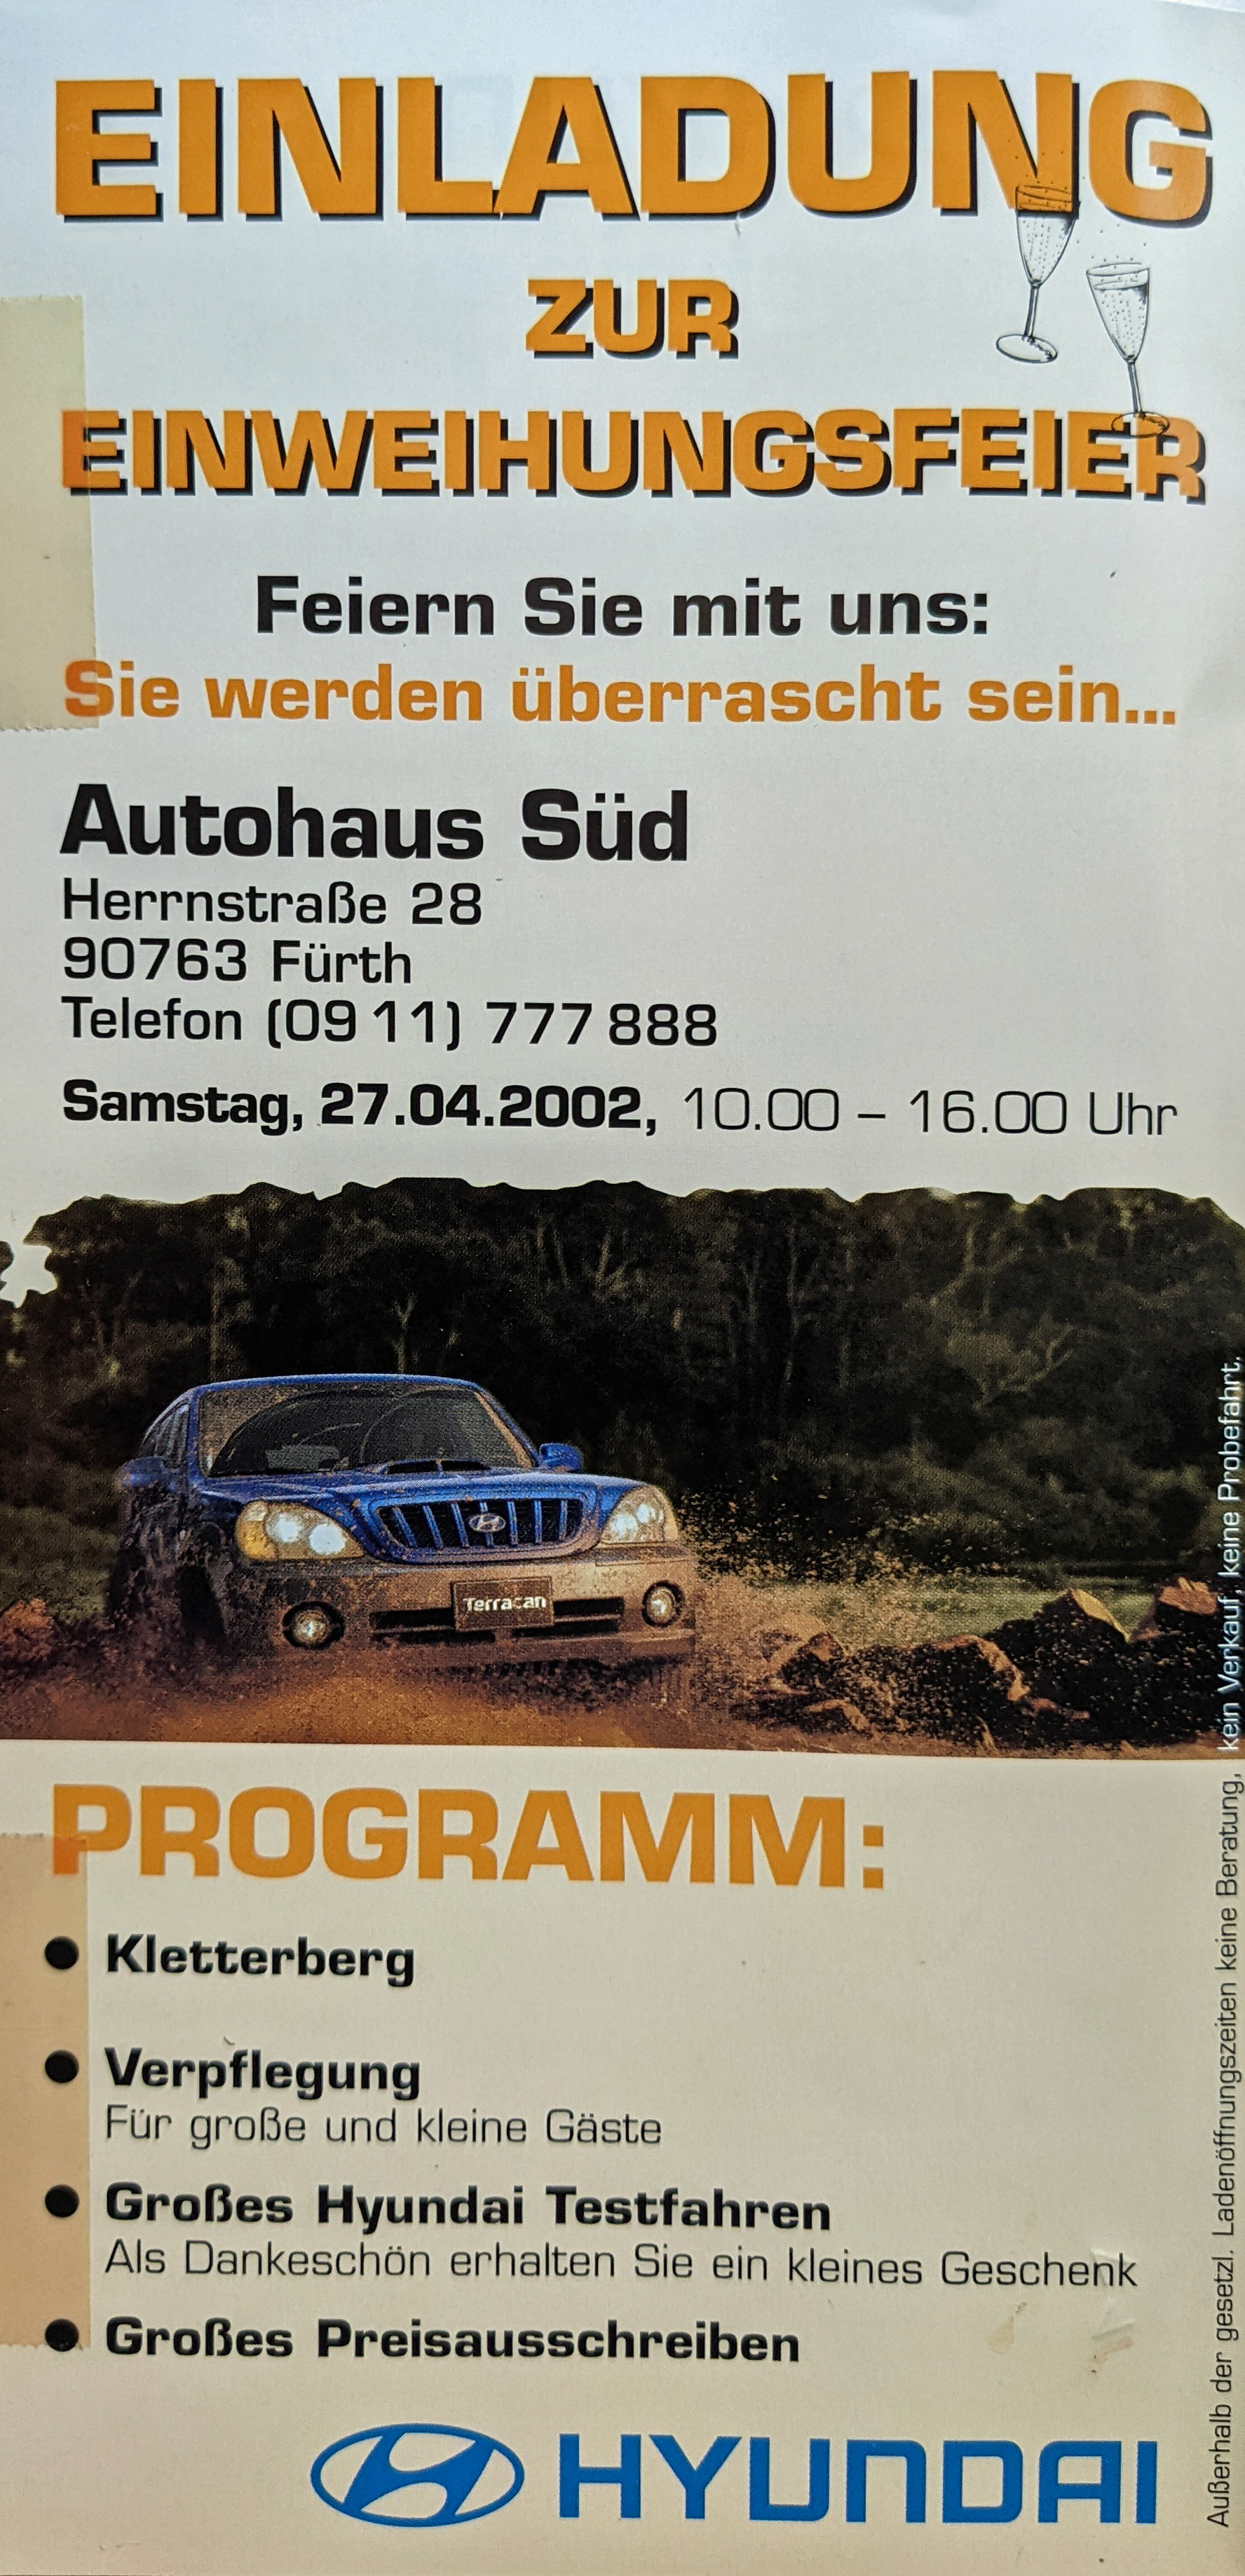 EINLADUNG
ZUR
EINWEIHUNGSFEIER
Feiern Sie mit uns:
Sie werden überrascht sein...
Autohaus Süd
Herrnstraße 28
90763 Fürth
Telefon (09 11) 777 888
Samstag, 27.04.2002, 10.00 – 16.00 Uhr
Terracan
PROGRAMM:
● Kletterberg
● Verpflegung
Für große und kleine Gäste
● Großes Hyundai Testfahren
Als Dankeschön erhalten Sie ein kleines Geschenk
● Großes Preisausschreiben
HYUNDAI
Außerhalb der gesetzl. Ladenöffnungszeiten keine Beratung, kein Verkauf, keine Probefahrt.